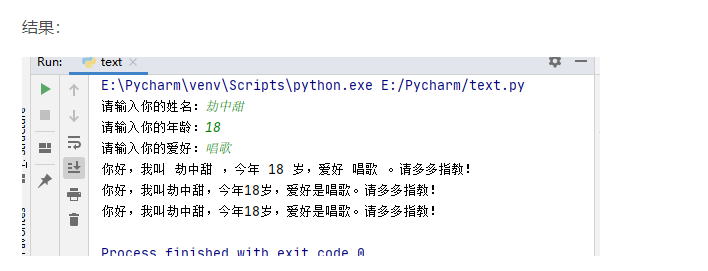 结果:
Run: text
E:\Pycharm\venv\Scripts\python.exe E:/Pycharm/text.py
请输入你的姓名：劫中甜
请输入你的年龄：18
请输入你的爱好：唱歌
你好，我叫 劫中甜 ，今年 18 岁，爱好 唱歌 。请多多指教！
你好，我叫劫中甜，今年18岁，爱好是唱歌。请多多指教！
你好，我叫劫中甜，今年18岁，爱好是唱歌。请多多指教！
Process finished with exit code 0